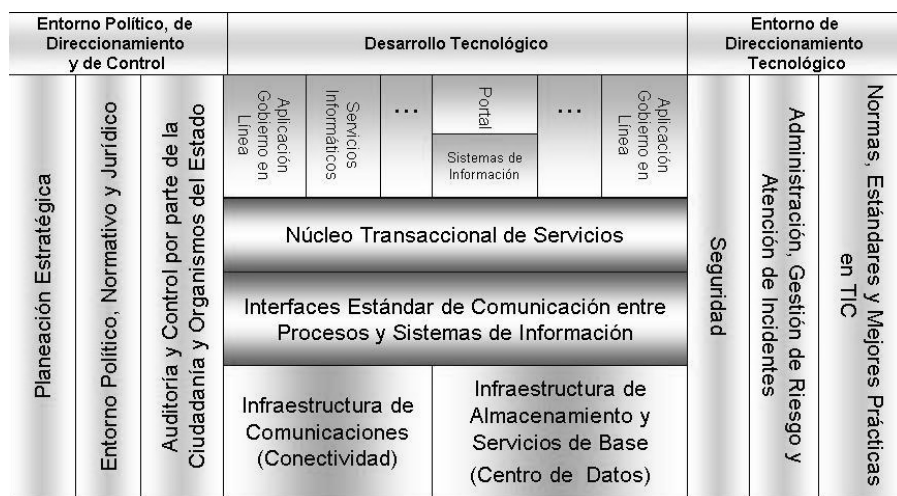 Entorno Político, de
Direccionamiento
y de Control
Desarrollo Tecnológico
Entorno de
Direccionamiento
Tecnológico
Planeación Estratégica
Entorno Político, Normativo y Jurídico
Auditoría y Control por parte de la
Ciudadanía y Organismos del Estado
Aplicación
Gobierno en
Línea
Servicios
Informáticos
...
Portal
Sistemas de
Información
...
Aplicación
Gobierno en
Línea
Núcleo Transaccional de Servicios
Interfaces Estándar de Comunicación entre
Procesos y Sistemas de Información
Infraestructura de
Comunicaciones
(Conectividad)
Infraestructura de
Almacenamiento y
Servicios de Base
(Centro de Datos)
Seguridad
Administración, Gestión de Riesgo y
Atención de Incidentes
Normas, Estándares y Mejores Prácticas
en TIC